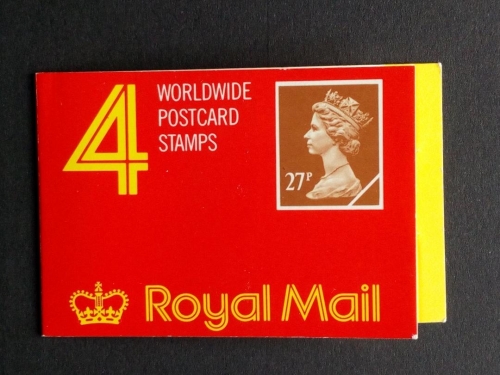 4
WORLDWIDE
POSTCARD
STAMPS
27P
Royal Mail